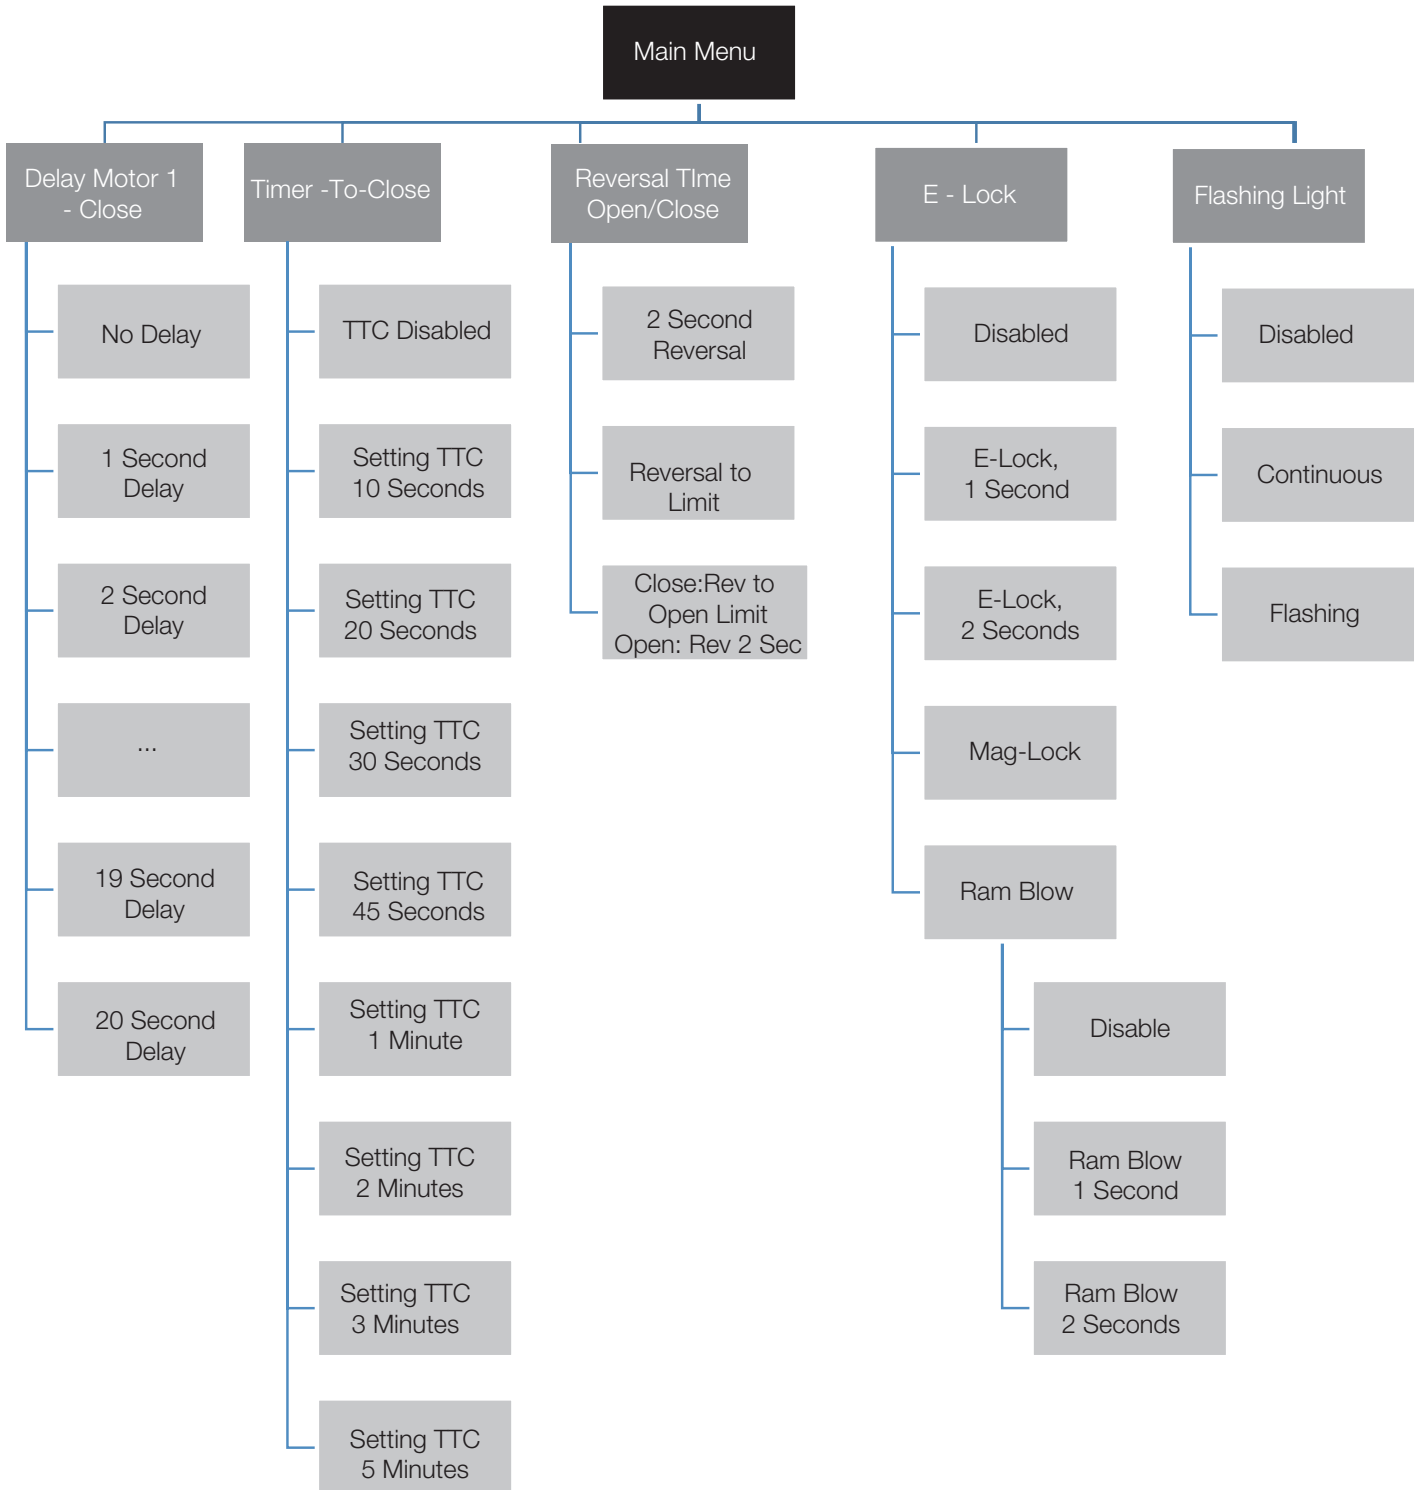 Main Menu
Delay Motor 1
- Close
No Delay
1 Second
Delay
2 Second
Delay
...
19 Second
Delay
20 Second
Delay
Timer -To-Close
TTC Disabled
Setting TTC
10 Seconds
Setting TTC
20 Seconds
Setting TTC
30 Seconds
Setting TTC
45 Seconds
Setting TTC
1 Minute
Setting TTC
2 Minutes
Setting TTC
3 Minutes
Setting TTC
5 Minutes
Reversal TIme
Open/Close
2 Second
Reversal
Reversal to
Limit
Close:Rev to
Open Limit
Open: Rev 2 Sec
E - Lock
Disabled
E-Lock,
1 Second
E-Lock,
2 Seconds
Mag-Lock
Ram Blow
Disable
Ram Blow
1 Second
Ram Blow
2 Seconds
Flashing Light
Disabled
Continuous
Flashing